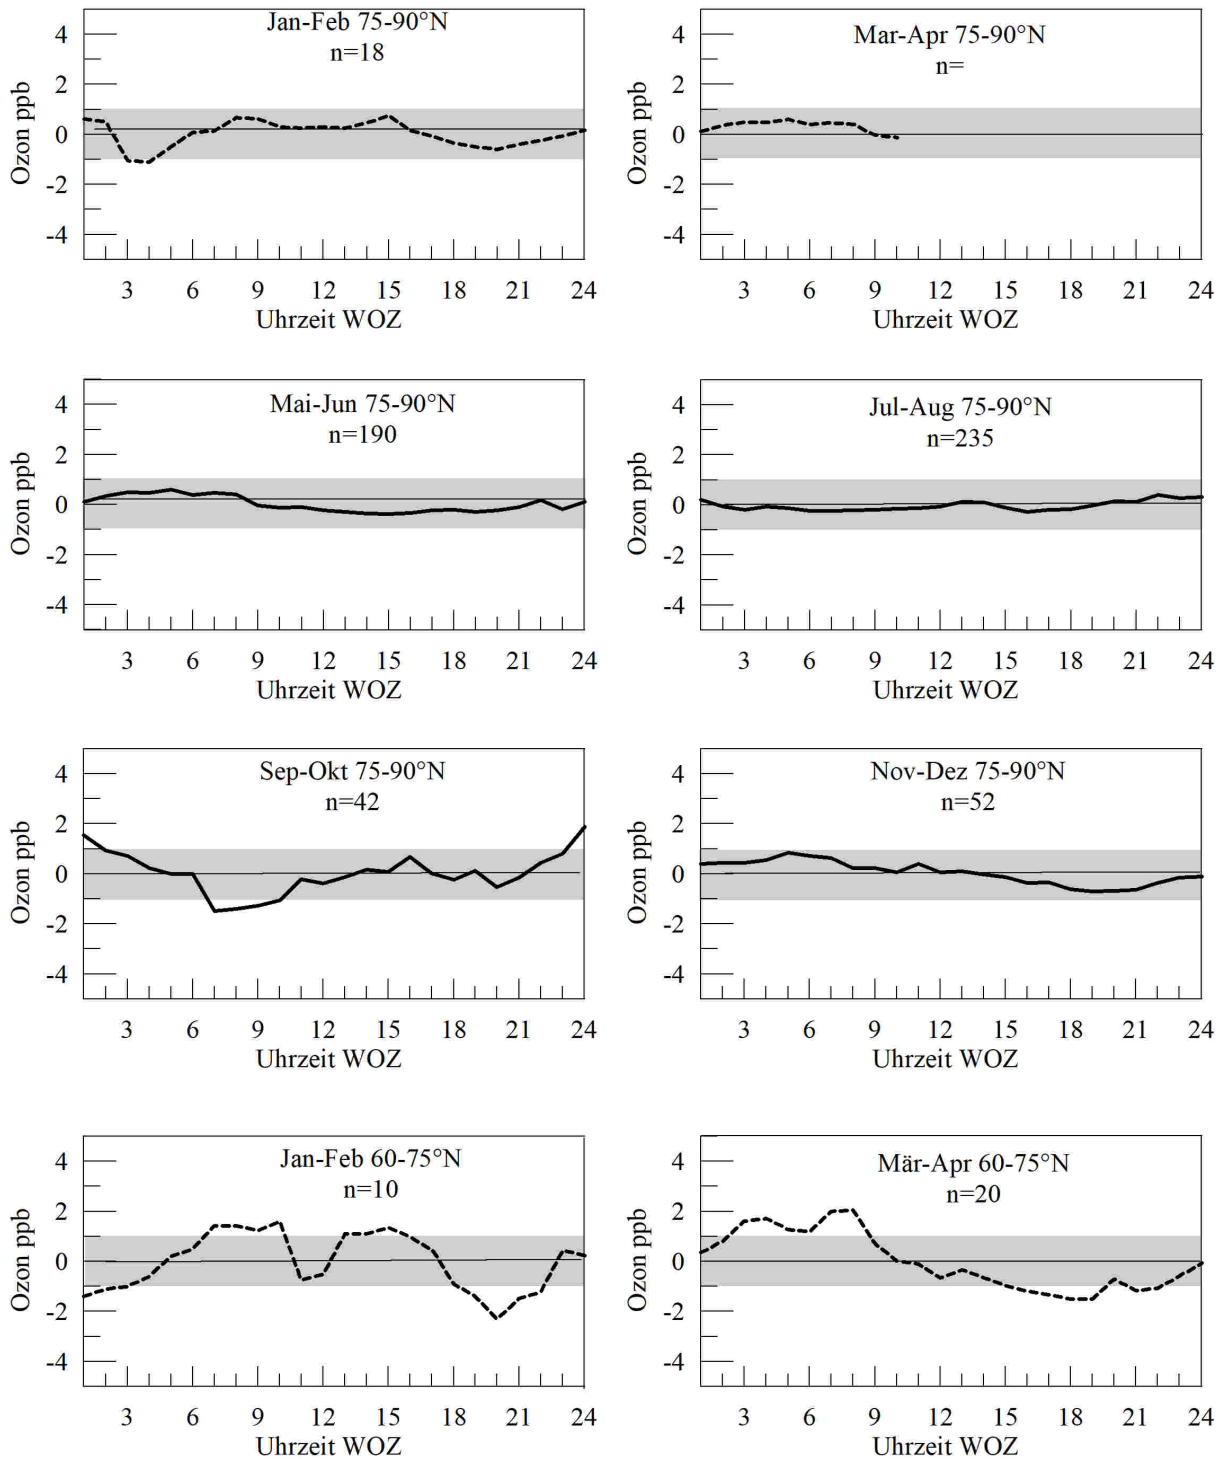 Jan-Feb 75-90°N
n=18
Ozon ppb
4
2
0
-2
-4
3 6 9 12 15 18 21 24
Uhrzeit WOZ
Mar-Apr 75-90°N
n=
Ozon ppb
4
2
0
-2
-4
3 6 9 12 15 18 21 24
Uhrzeit WOZ
Mai-Jun 75-90°N
n=190
Ozon ppb
4
2
0
-2
-4
3 6 9 12 15 18 21 24
Uhrzeit WOZ
Jul-Aug 75-90°N
n=235
Ozon ppb
4
2
0
-2
-4
3 6 9 12 15 18 21 24
Uhrzeit WOZ
Sep-Okt 75-90°N
n=42
Ozon ppb
4
2
0
-2
-4
3 6 9 12 15 18 21 24
Uhrzeit WOZ
Nov-Dez 75-90°N
n=52
Ozon ppb
4
2
0
-2
-4
3 6 9 12 15 18 21 24
Uhrzeit WOZ
Jan-Feb 60-75°N
n=10
Ozon ppb
4
2
0
-2
-4
3 6 9 12 15 18 21 24
Uhrzeit WOZ
Mär-Apr 60-75°N
n=20
Ozon ppb
4
2
0
-2
-4
3 6 9 12 15 18 21 24
Uhrzeit WOZ